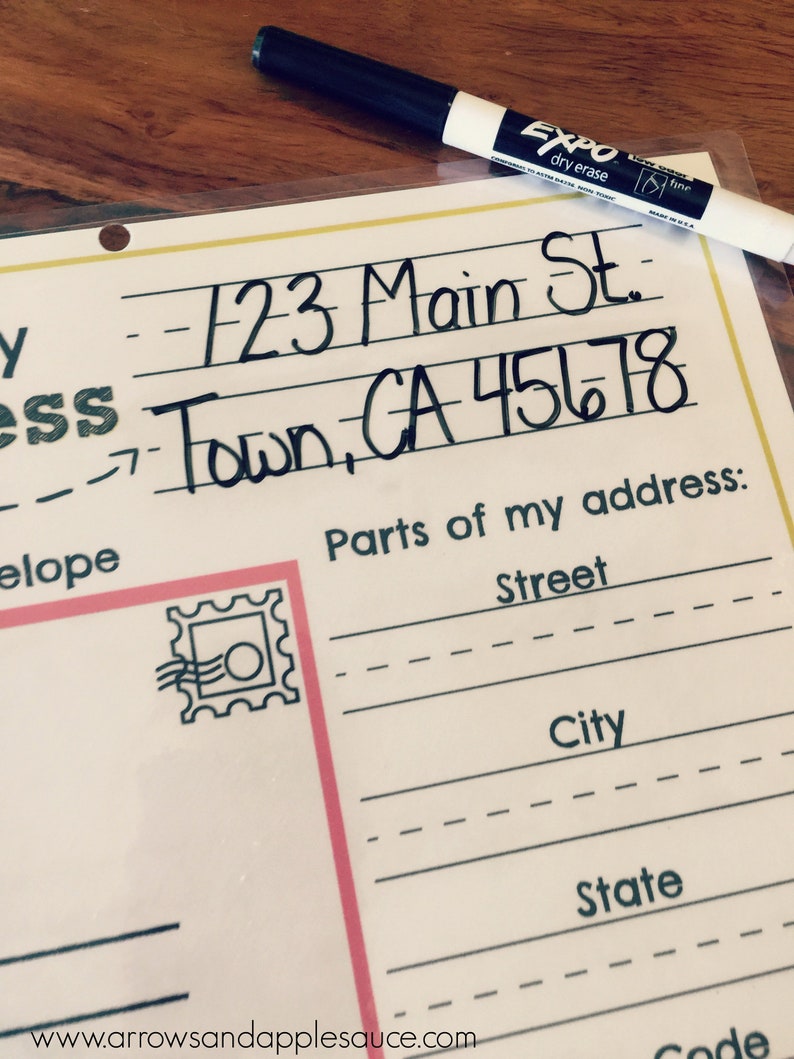 EXPO
dry erase
low odor
fine
CONFORMS TO ASTM D4236, NON-TOXIC
MADE IN U.S.A.
123 Main St.
Town, CA 45678
Parts of my address:
Street
City
State
Code
www.arrowsandapplesauce.com